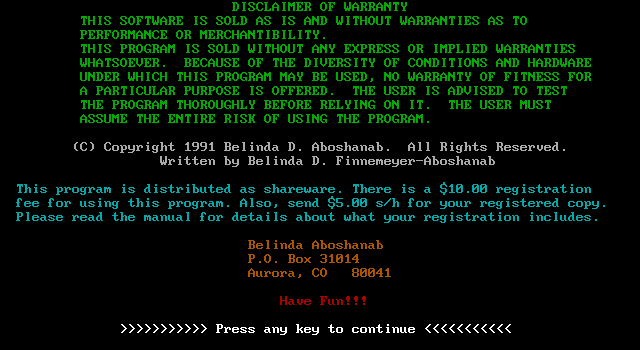 DISCLAIMER OF WARRANTY
THIS SOFTWARE IS SOLD AS IS AND WITHOUT WARRANTIES AS TO
PERFORMANCE OR MERCHANTIBILITY.
THIS PROGRAM IS SOLD WITHOUT ANY EXPRESS OR IMPLIED WARRANTIES
WHATSOEVER.  BECAUSE OF THE DIVERSITY OF CONDITIONS AND HARDWARE
UNDER WHICH THIS PROGRAM MAY BE USED, NO WARRANTY OF FITNESS FOR
A PARTICULAR PURPOSE IS OFFERED.  THE USER IS ADVISED TO TEST
THE PROGRAM THOROUGHLY BEFORE RELYING ON IT.  THE USER MUST
ASSUME THE ENTIRE RISK OF USING THE PROGRAM.
(C) Copyright 1991 Belinda D. Aboshanab.  All Rights Reserved.
Written by Belinda D. Finnemeyer-Aboshanab
This program is distributed as shareware. There is a $10.00 registration
fee for using this program. Also, send $5.00 s/h for your registered copy.
Please read the manual for details about what your registration includes.
Belinda Aboshanab
P.O. Box 31014
Aurora, CO   80041
Have Fun!!!
>>>>>>>>>>> Press any key to continue <<<<<<<<<<<